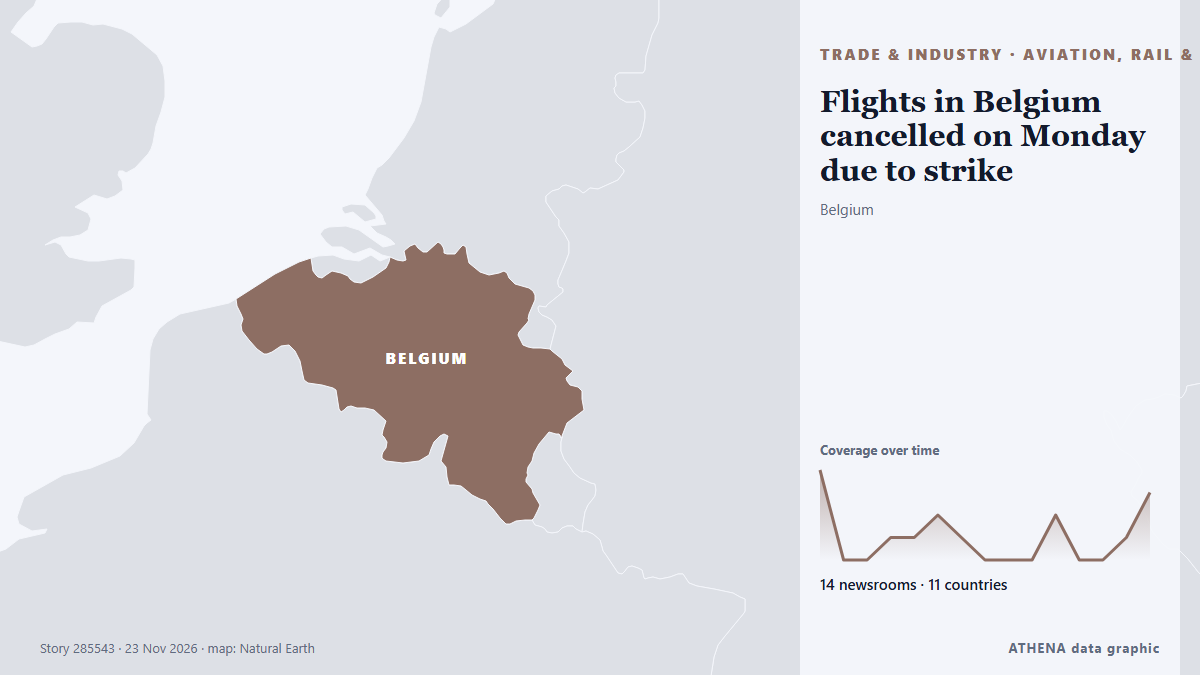 TRADE & INDUSTRY · AVIATION, RAIL &
Flights in Belgium
cancelled on Monday
due to strike
Belgium
BELGIUM
Coverage over time
14 newsrooms · 11 countries
Story 285543 · 23 Nov 2026 · map: Natural Earth
ATHENA data graphic